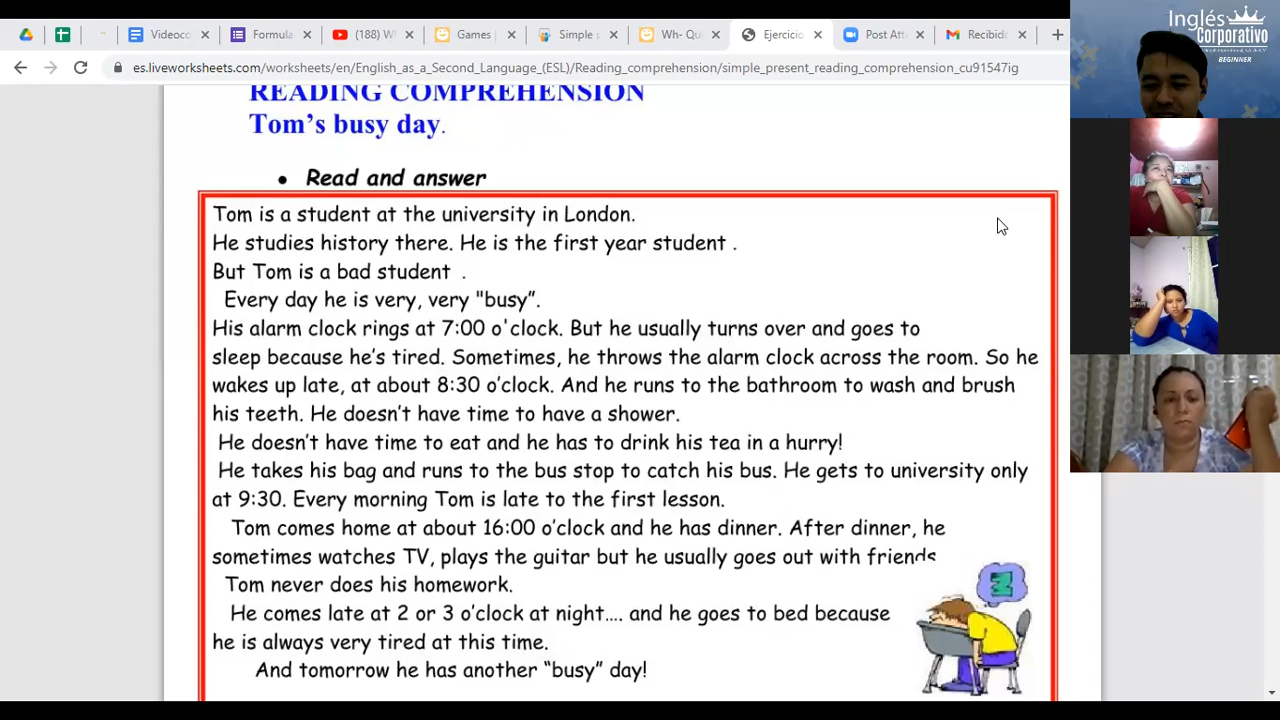 Videocc
Formula
(188) W
Games
Simple u
Wh- Qu
Ejercicio
Post Att
Recibido
es.liveworksheets.com/worksheets/en/English_as_a_Second_Language_(ESL)/Reading_comprehension/simple_present_reading_comprehension_cu91547ig
Inglés
Corporativo
BEGINNER
READING COMPREHENSION
Tom's busy day.
• Read and answer
Tom is a student at the university in London.
He studies history there. He is the first year student .
But Tom is a bad student .
Every day he is very, very "busy".
His alarm clock rings at 7:00 o'clock. But he usually turns over and goes to
sleep because he's tired. Sometimes, he throws the alarm clock across the room. So he
wakes up late, at about 8:30 o'clock. And he runs to the bathroom to wash and brush
his teeth. He doesn't have time to have a shower.
He doesn't have time to eat and he has to drink his tea in a hurry!
He takes his bag and runs to the bus stop to catch his bus. He gets to university only
at 9:30. Every morning Tom is late to the first lesson.
Tom comes home at about 16:00 o'clock and he has dinner. After dinner, he
sometimes watches TV, plays the guitar but he usually goes out with friends
Tom never does his homework.
He comes late at 2 or 3 o'clock at night.... and he goes to bed because
he is always very tired at this time.
And tomorrow he has another "busy" day!
Z